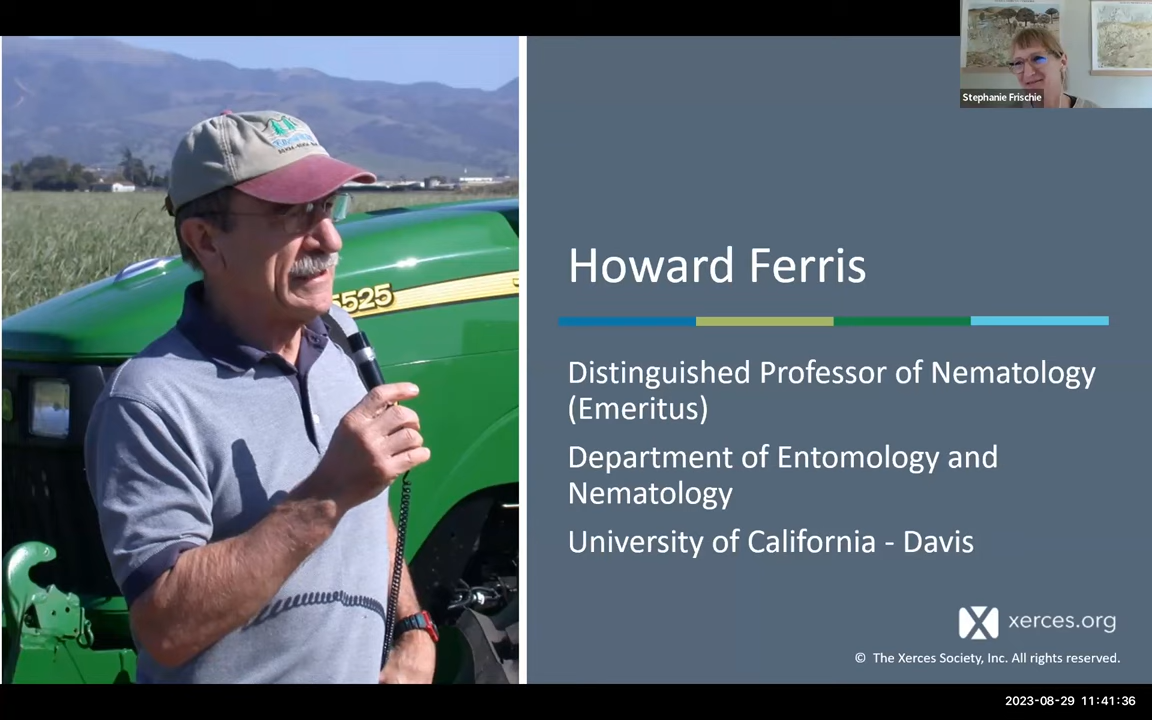 Stephanie Frischie
5525
Howard Ferris
Distinguished Professor of Nematology
(Emeritus)
Department of Entomology and
Nematology
University of California - Davis
xerces.org
© The Xerces Society, Inc. All rights reserved.
2023-08-29 11:41:36